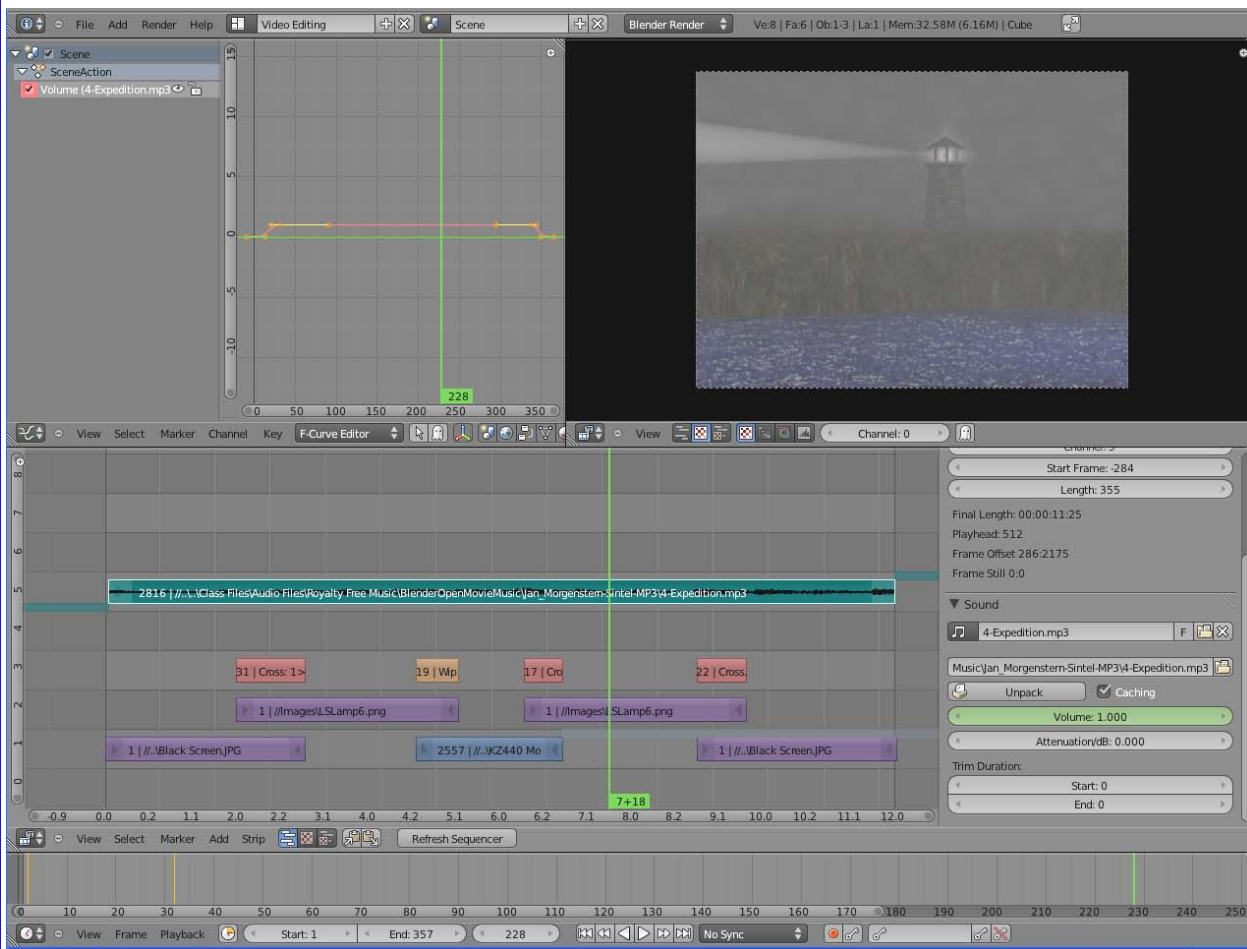 File Add Render Help Video Editing Scene Blender Render Ve:8 | Fa:6 | Ob:1-3 | La:1 | Mem:32.58M (6.16M) | Cube
Scene
SceneAction
Volume (4-Expedition.mp3
15
10
5
0
-5
-10
228
0 50 100 150 200 250 300 350
View Select Marker Channel Key F-Curve Editor
View Channel: 0
8
7
6
5
4
3
2
1
0
2816 | //..\..\Class Files\Audio Files\Royalty Free Music\BlenderOpenMovieMusic\Jan_Morgenstern-Sintel-MP3\4-Expedition.mp3
31 | Cross: 1> 19 | Wip 17 | Cro 22 | Cross.
1 | //Images\LSLamp6.png 1 | //Images\LSLamp6.png
1 | //..\Black Screen.JPG 2557 | //..\KZ440 Mo 1 | //..\Black Screen.JPG
7+18
-0.9 0.0 0.2 1.1 2.0 2.2 3.1 4.0 4.2 5.1 6.0 6.2 7.1 8.0 8.2 9.1 10.0 10.2 11.1 12.0
Start Frame: -284
Length: 355
Final Length: 00:00:11:25
Playhead: 512
Frame Offset 286:2175
Frame Still 0:0
Sound
4-Expedition.mp3 F
Music\Jan_Morgenstern-Sintel-MP3\4-Expedition.mp3
Unpack Caching
Volume: 1.000
Attenuation/dB: 0.000
Trim Duration:
Start: 0
End: 0
View Select Marker Add Strip Refresh Sequencer
0 10 20 30 40 50 60 70 80 90 100 110 120 130 140 150 160 170 180 190 200 210 220 230 240 250
View Frame Playback Start: 1 End: 357 228 No Sync